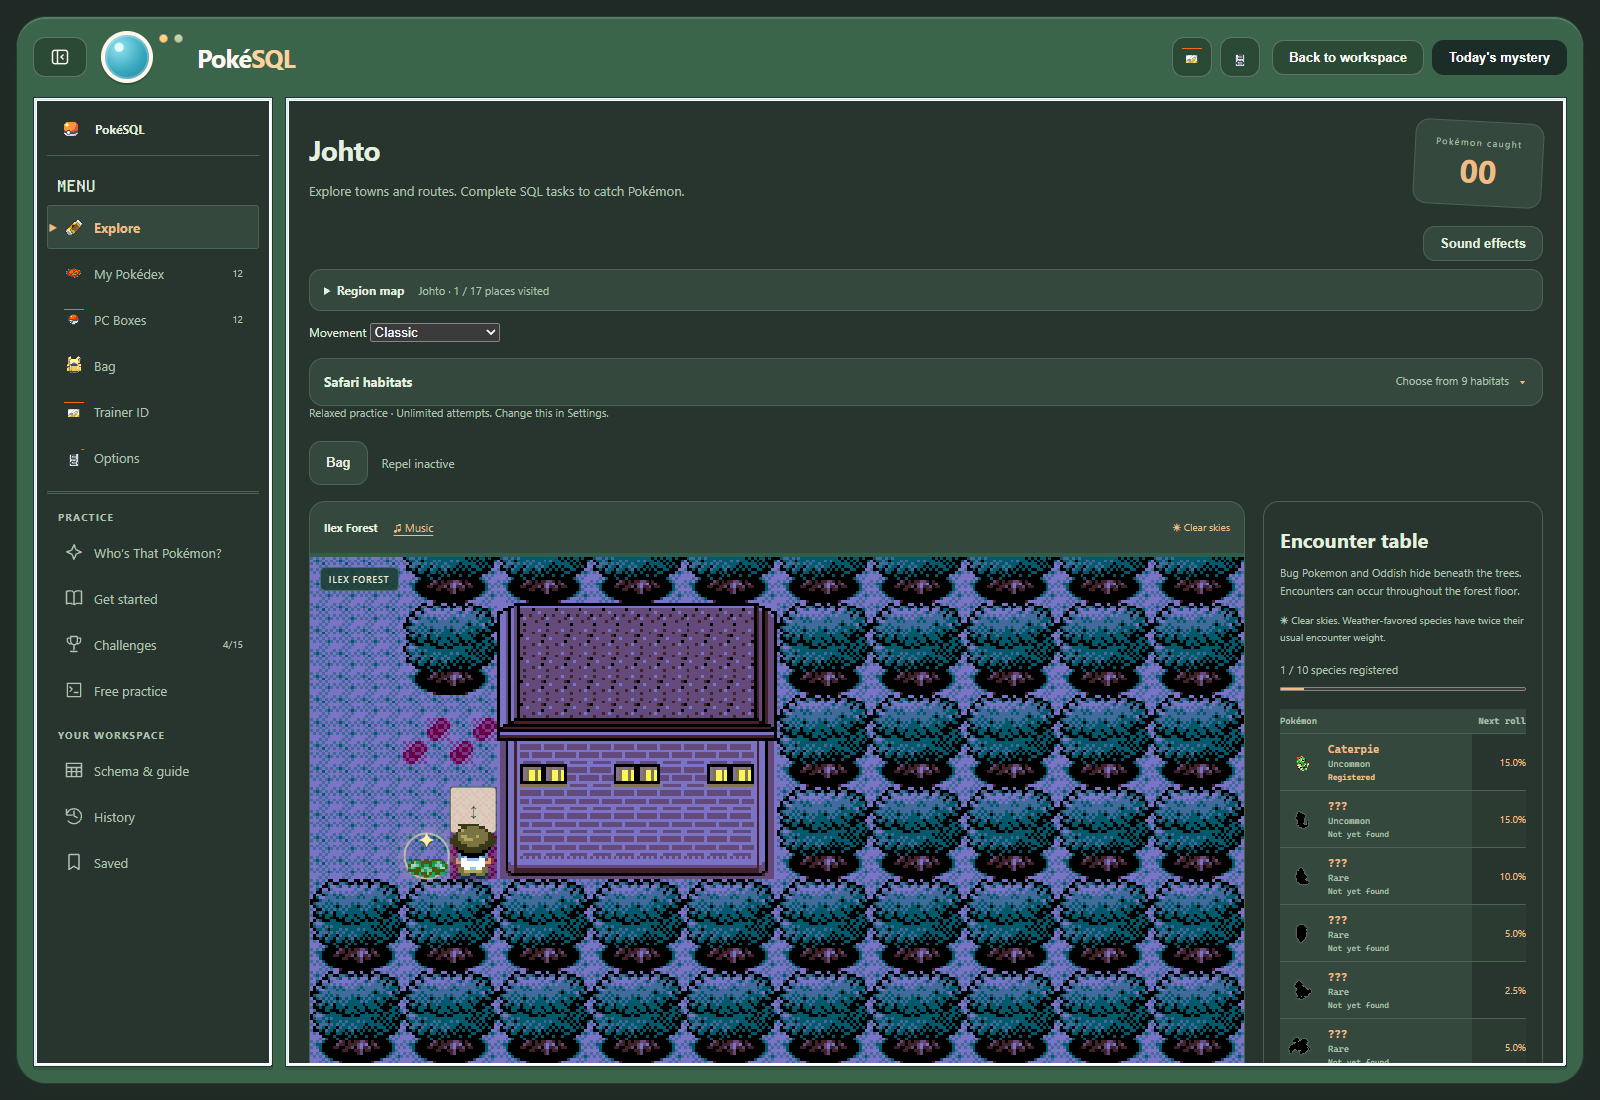 PokéSQL
Back to workspace
Today's mystery
PokéSQL
MENU
Explore
My Pokédex 12
PC Boxes 12
Bag
Trainer ID
Options
PRACTICE
Who's That Pokémon?
Get started
Challenges 4/15
Free practice
YOUR WORKSPACE
Schema & guide
History
Saved
Johto
Explore towns and routes. Complete SQL tasks to catch Pokémon.
Pokémon caught
00
Sound effects
Region map Johto · 1 / 17 places visited
Movement Classic
Safari habitats Choose from 9 habitats
Relaxed practice · Unlimited attempts. Change this in Settings.
Bag Repel inactive
Ilex Forest ♫ Music ☀ Clear skies
ILEX FOREST
Encounter table
Bug Pokemon and Oddish hide beneath the trees.
Encounters can occur throughout the forest floor.
☀ Clear skies. Weather-favored species have twice their
usual encounter weight.
1 / 10 species registered
Pokémon Next roll
Caterpie
Uncommon 15.0%
Registered
???
Uncommon 15.0%
Not yet found
???
Rare 10.0%
Not yet found
???
Rare 5.0%
Not yet found
???
Rare 2.5%
Not yet found
???
Rare 5.0%
Not yet found